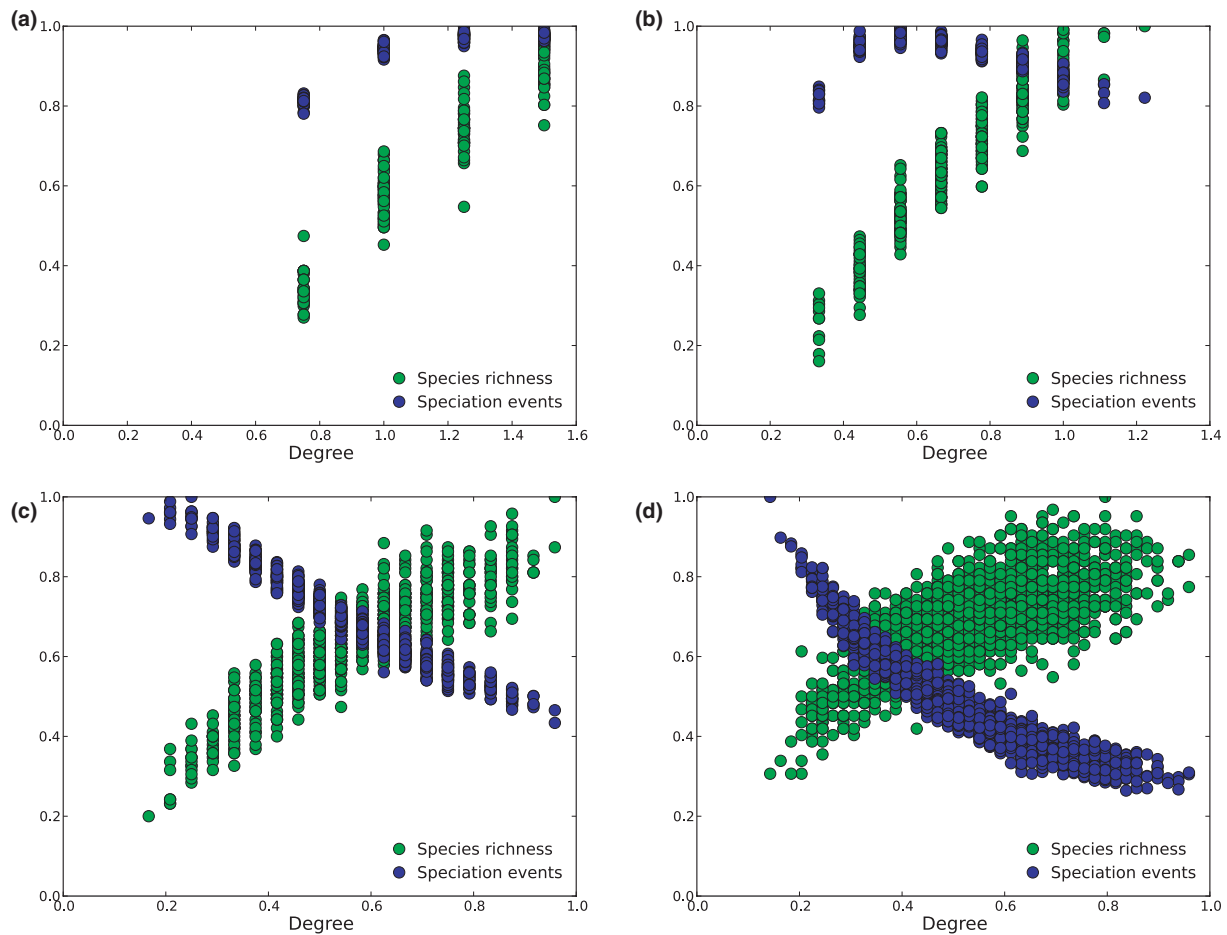 (a)
1.0
0.8
0.6
0.4
0.2
0.0
Species richness
Speciation events
0.0 0.2 0.4 0.6 0.8 1.0 1.2 1.4 1.6
Degree
(b)
1.0
0.8
0.6
0.4
0.2
0.0
Species richness
Speciation events
0.0 0.2 0.4 0.6 0.8 1.0 1.2 1.4
Degree
(c)
1.0
0.8
0.6
0.4
0.2
0.0
Species richness
Speciation events
0.0 0.2 0.4 0.6 0.8 1.0
Degree
(d)
1.0
0.8
0.6
0.4
0.2
0.0
Species richness
Speciation events
0.0 0.2 0.4 0.6 0.8 1.0
Degree